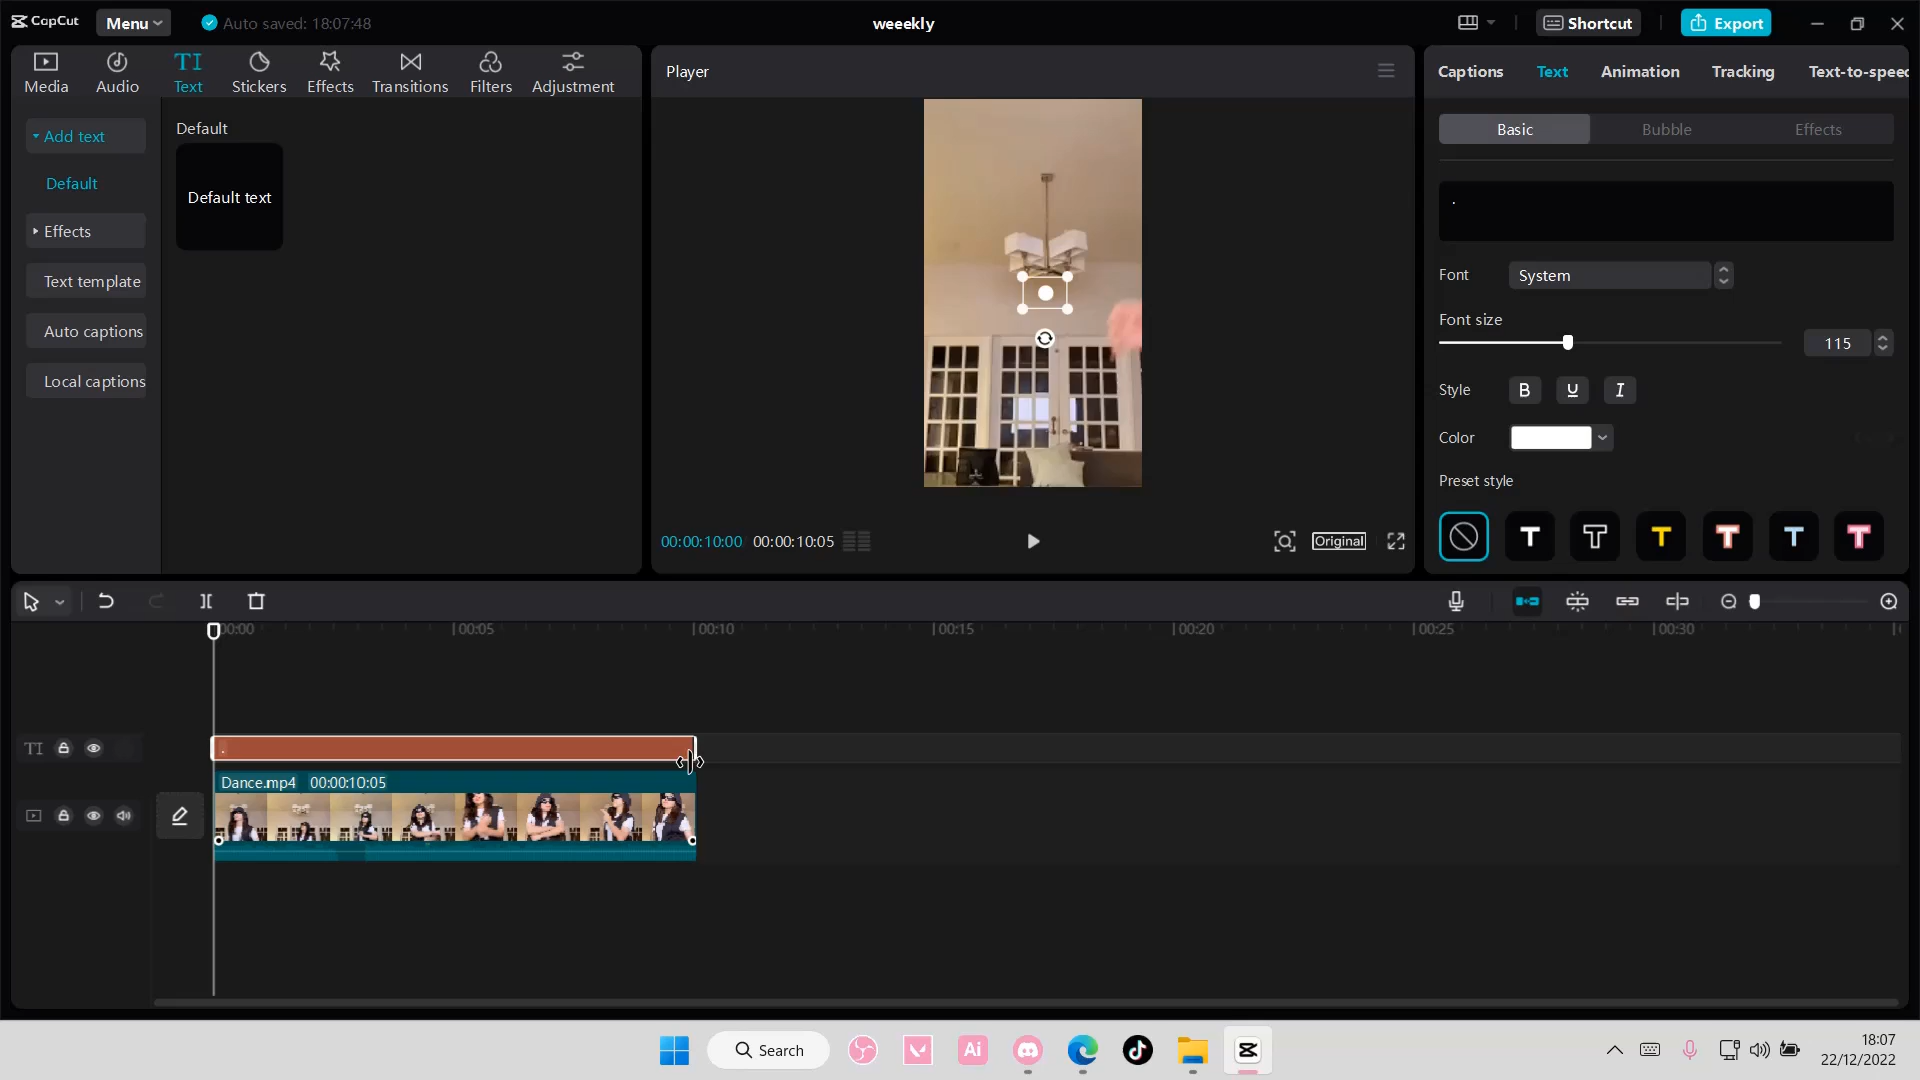 CapCut
Menu
Auto saved: 18:07:48
weeekly
Shortcut
Export
Media
Audio
TI
Text
Stickers
Effects
Transitions
Filters
Adjustment
Add text
Default
Effects
Text template
Auto captions
Local captions
Default
Default text
Player
00:00:10:00
00:00:10:05
Original
Captions
Text
Animation
Tracking
Text-to-speec
Basic
Bubble
Effects
.
Font
System
Font size
115
Style
B
U
I
Color
Preset style
T
T
T
T
T
T
00:00
00:05
00:10
00:15
00:20
00:25
00:30
TI
.
Dance.mp4 00:00:10:05
Search
Ai
18:07
22/12/2022